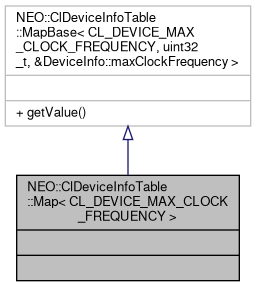 NEO::ClDeviceInfoTable
::MapBase< CL_DEVICE_MAX
_CLOCK_FREQUENCY, uint32
_t, &DeviceInfo::maxClockFrequency >
+ getValue()
NEO::ClDeviceInfoTable
::Map< CL_DEVICE_MAX_CLOCK
_FREQUENCY >